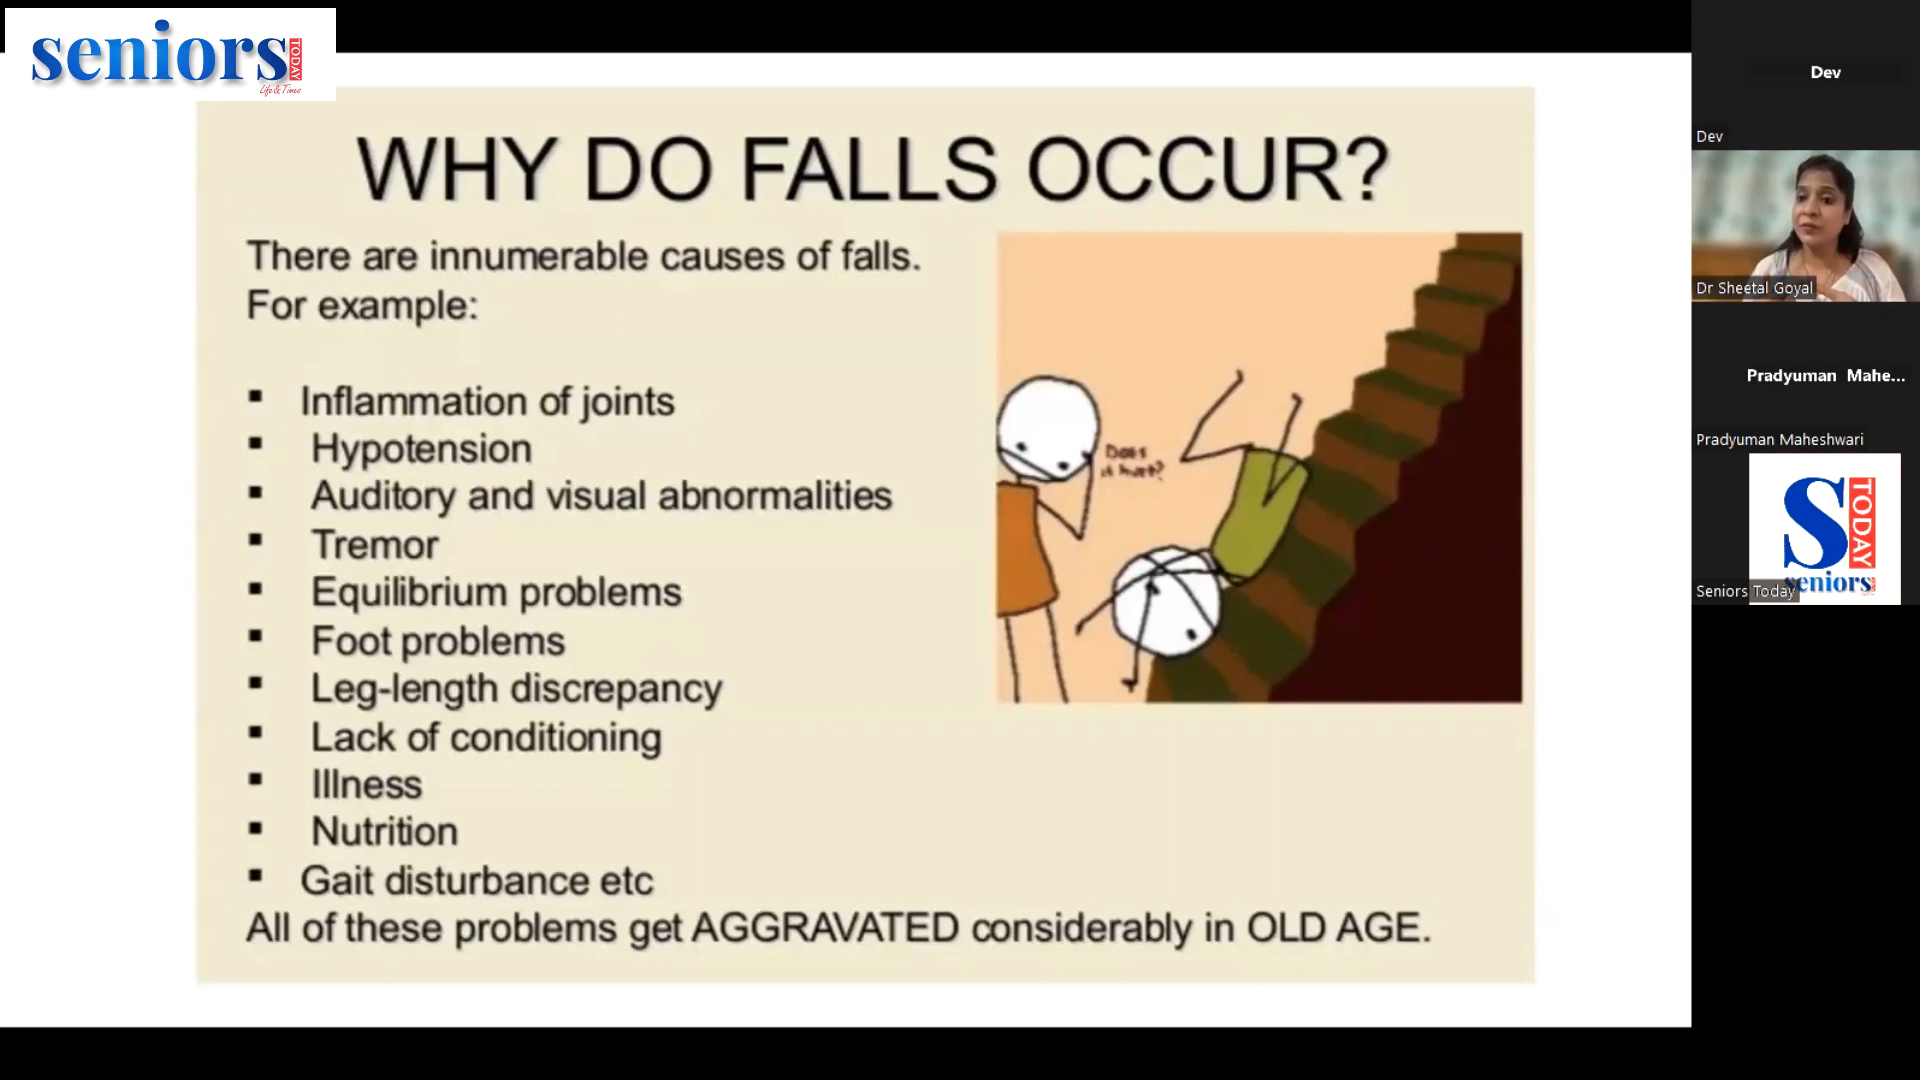 seniors
TODAY
Life & Times
WHY DO FALLS OCCUR?
There are innumerable causes of falls.
For example:
▪ Inflammation of joints
▪ Hypotension
▪ Auditory and visual abnormalities
▪ Tremor
▪ Equilibrium problems
▪ Foot problems
▪ Leg-length discrepancy
▪ Lack of conditioning
▪ Illness
▪ Nutrition
▪ Gait disturbance etc
All of these problems get AGGRAVATED considerably in OLD AGE.
Does
it hurt?
Dev
Dev
Dr Sheetal Goyal
Pradyuman Mahe...
Pradyuman Maheshwari
S
TODAY
seniors
Seniors Today